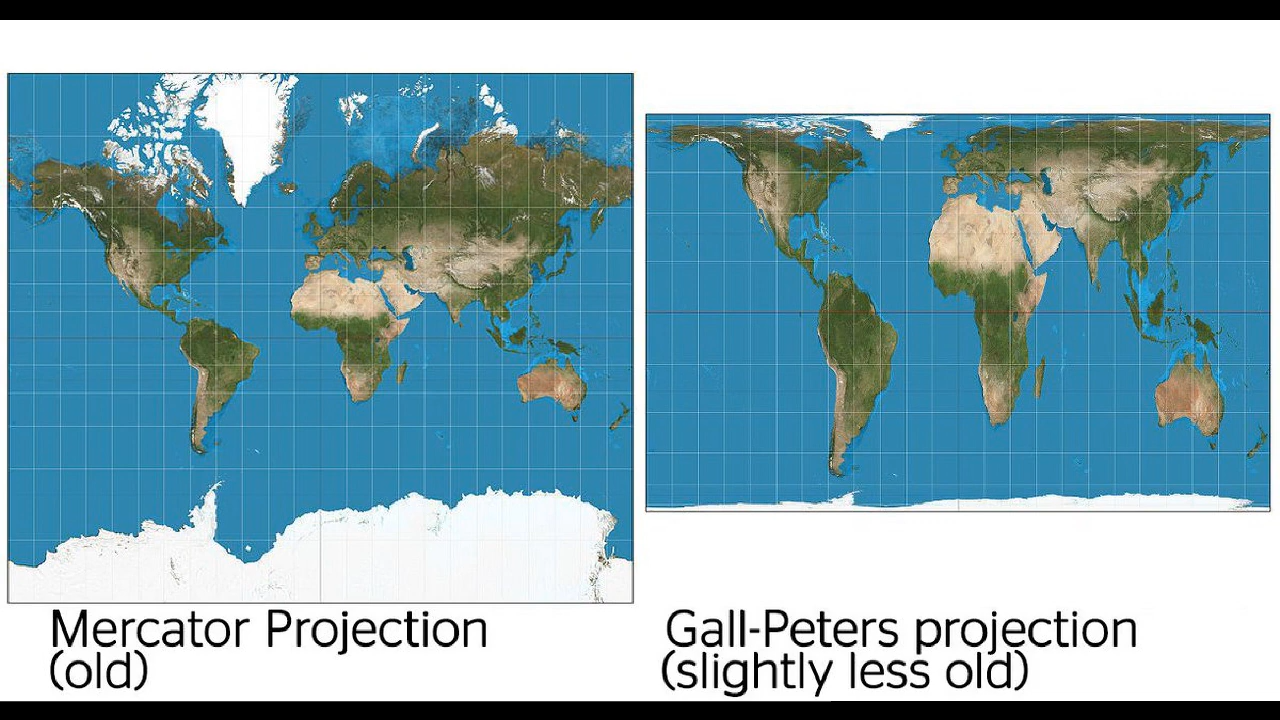 Mercator Projection
(old)
Gall-Peters projection
(slightly less old)